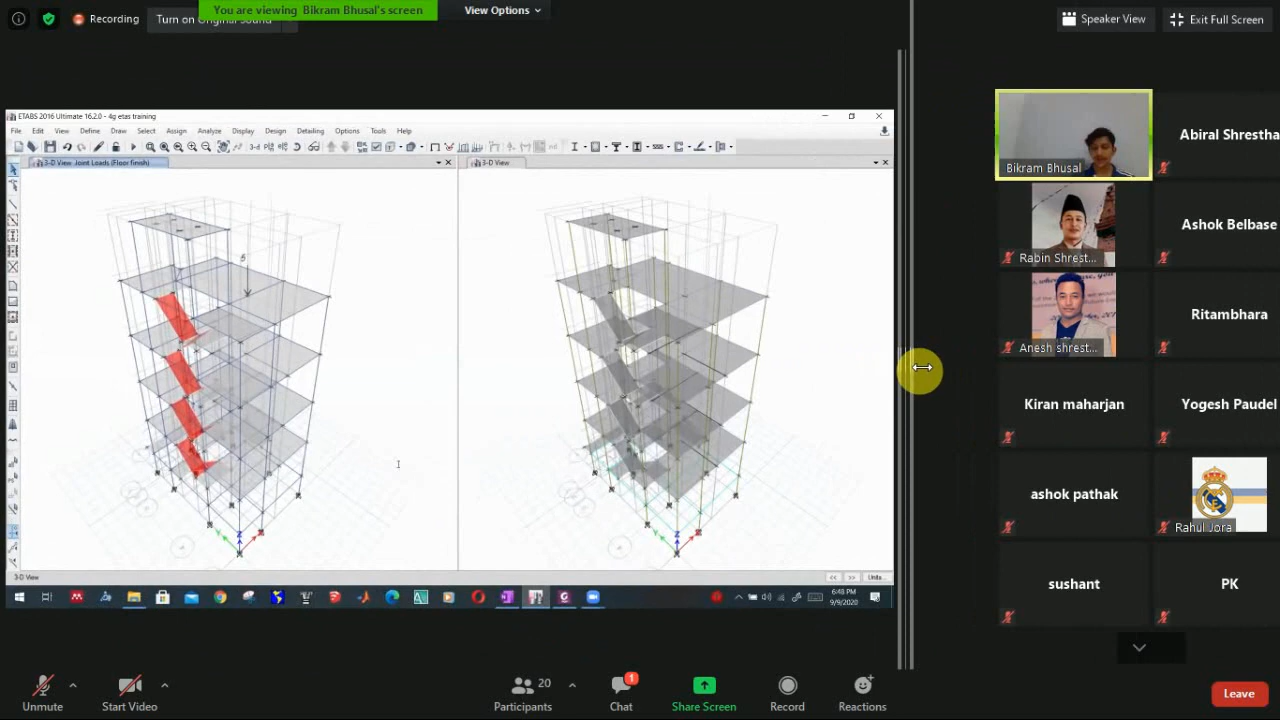 You are viewing Bikram Bhusal's screen
View Options
Recording
Turn on Original Sound
Speaker View
Exit Full Screen
ETABS 2016 Ultimate 16.2.0 - 4g etas training
File Edit View Define Draw Select Assign Analyze Display Design Detailing Options Tools Help
3-D View Joint Loads (Floor finish)
3-D View
5
Z
Y
Z
Y
3-D View
Units...
6:48 PM
9/9/2020
Bikram Bhusal
Abiral Shrestha
Rabin Shrest...
Ashok Belbase
Anesh shrest...
Ritambhara
Kiran maharjan
Yogesh Paudel
ashok pathak
Rahul Jora
sushant
PK
Unmute
Start Video
20
Participants
1
Chat
Share Screen
Record
Reactions
Leave